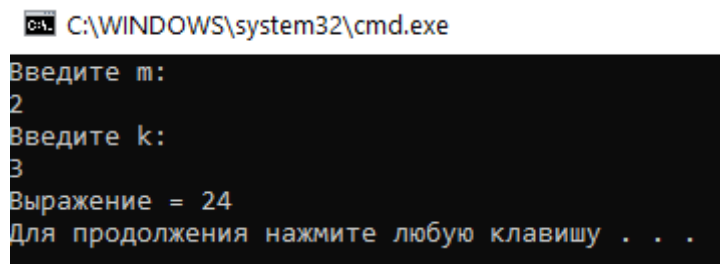 C:\WINDOWS\system32\cmd.exe
Введите m:
2
Введите k:
3
Выражение = 24
Для продолжения нажмите любую клавишу . . .